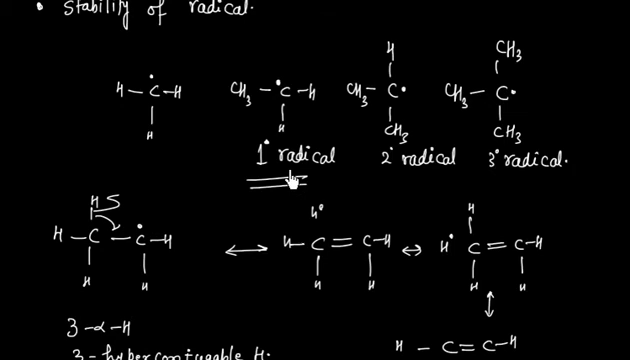 • Stability of radical.
H – Ċ – H
H
CH3 – Ċ – H
H
H
CH3 – C •
CH3
CH3
CH3 – C •
CH3
1° radical
2° radical
3° radical.
H
H – C – Ċ – H
H H
↔
H•
H – C = C – H
H H
↔
H
H• C = C – H
H H
↕
H – C = C – H
3 – α – H
3 – hyperconjugable H.